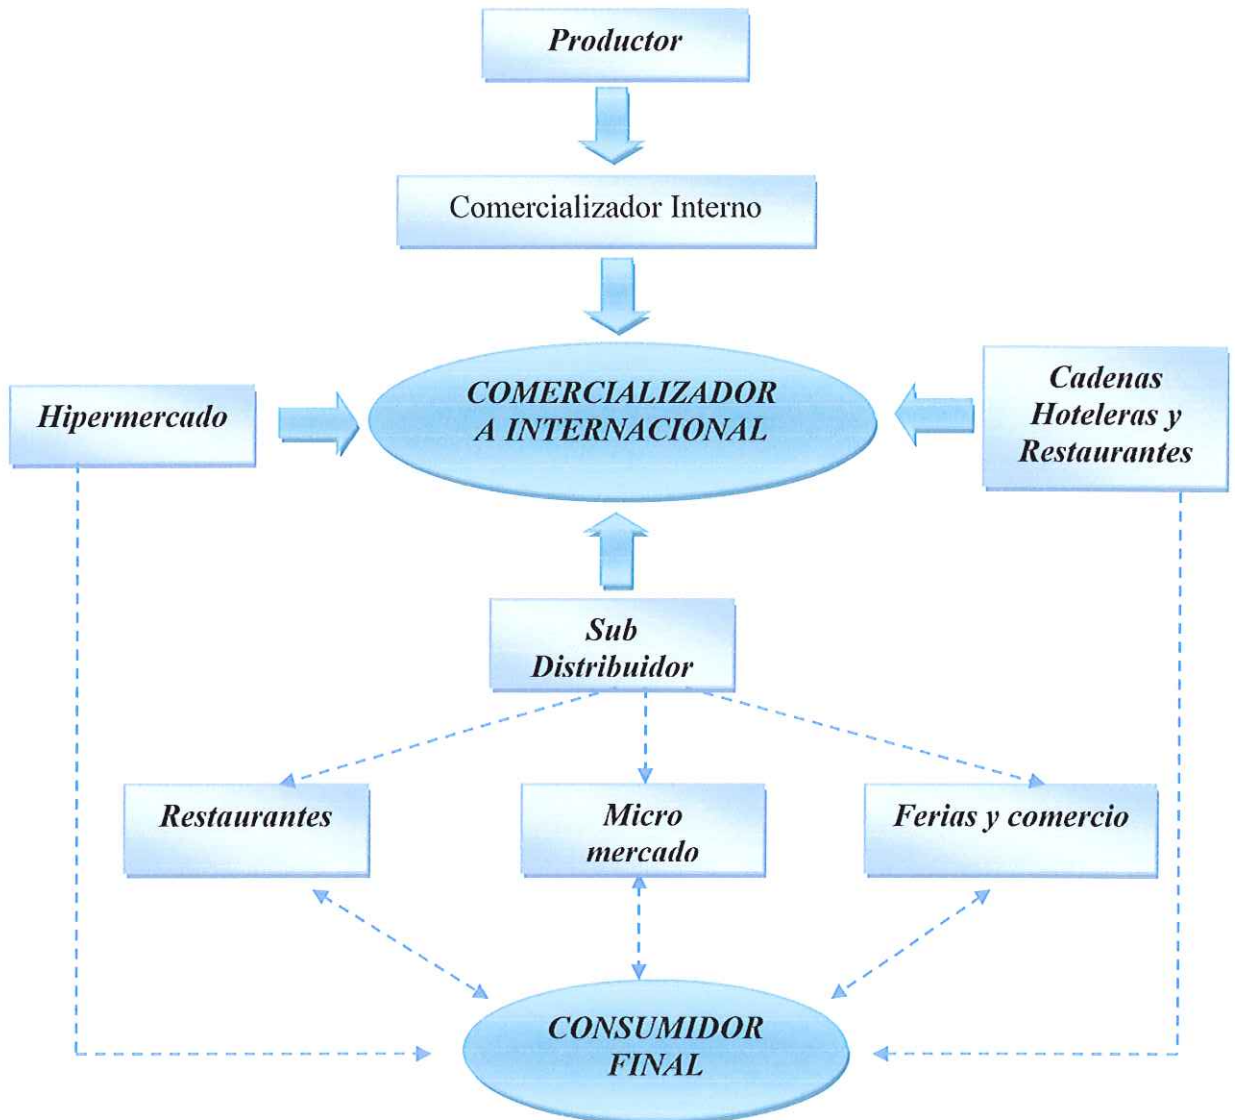 Productor
Comercializador Interno
COMERCIALIZADOR
A INTERNACIONAL
Hipermercado
Cadenas
Hoteleras y
Restaurantes
Sub
Distribuidor
Restaurantes
Micro
mercado
Ferias y comercio
CONSUMIDOR
FINAL